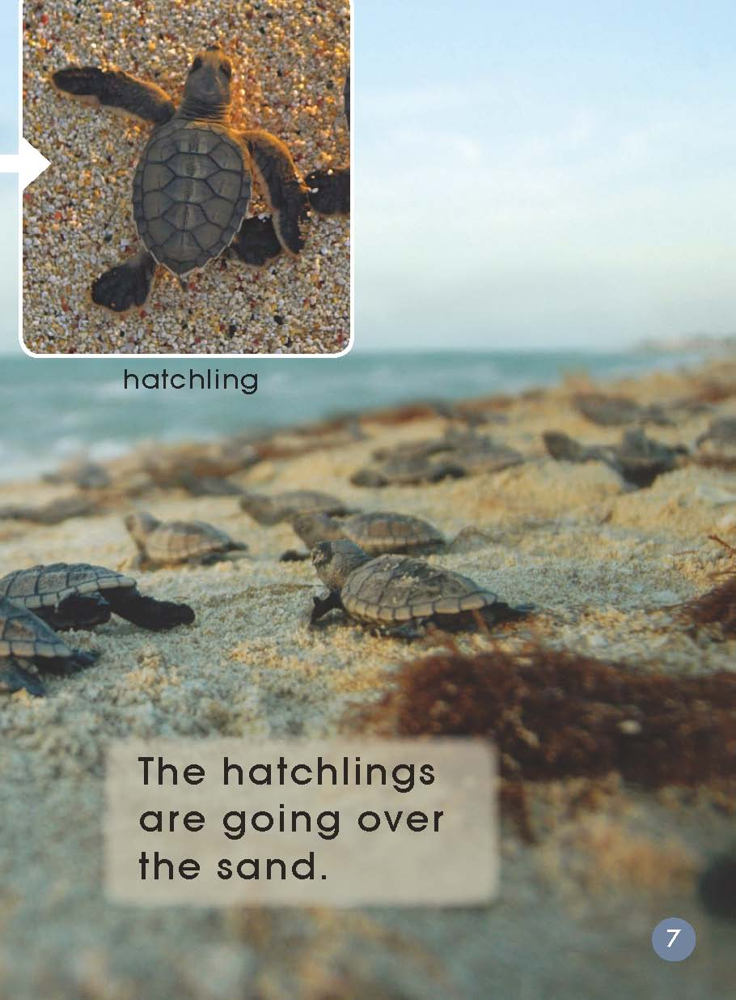 hatchling
The hatchlings
are going over
the sand.
7